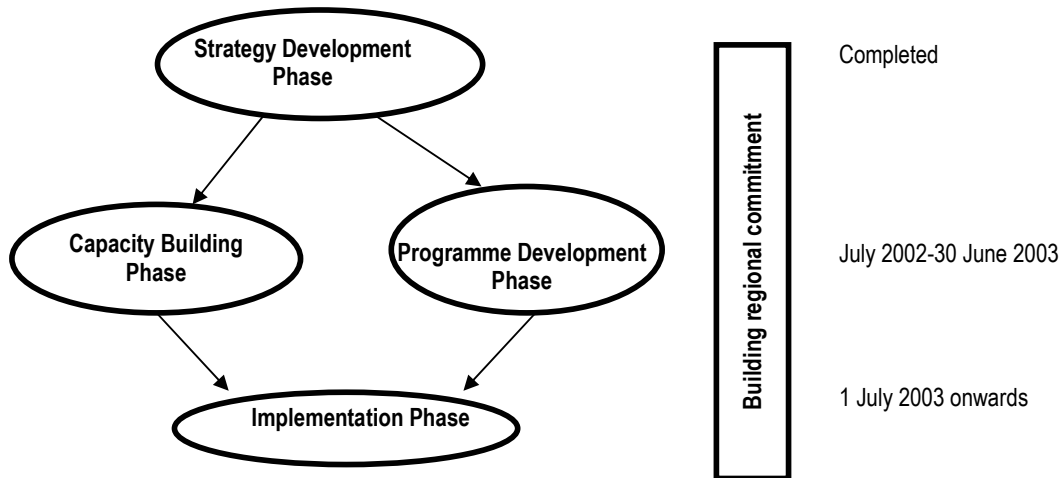 Strategy Development
Phase
Completed
Building regional commitment
Capacity Building
Phase
Programme Development
Phase
July 2002-30 June 2003
Implementation Phase
1 July 2003 onwards